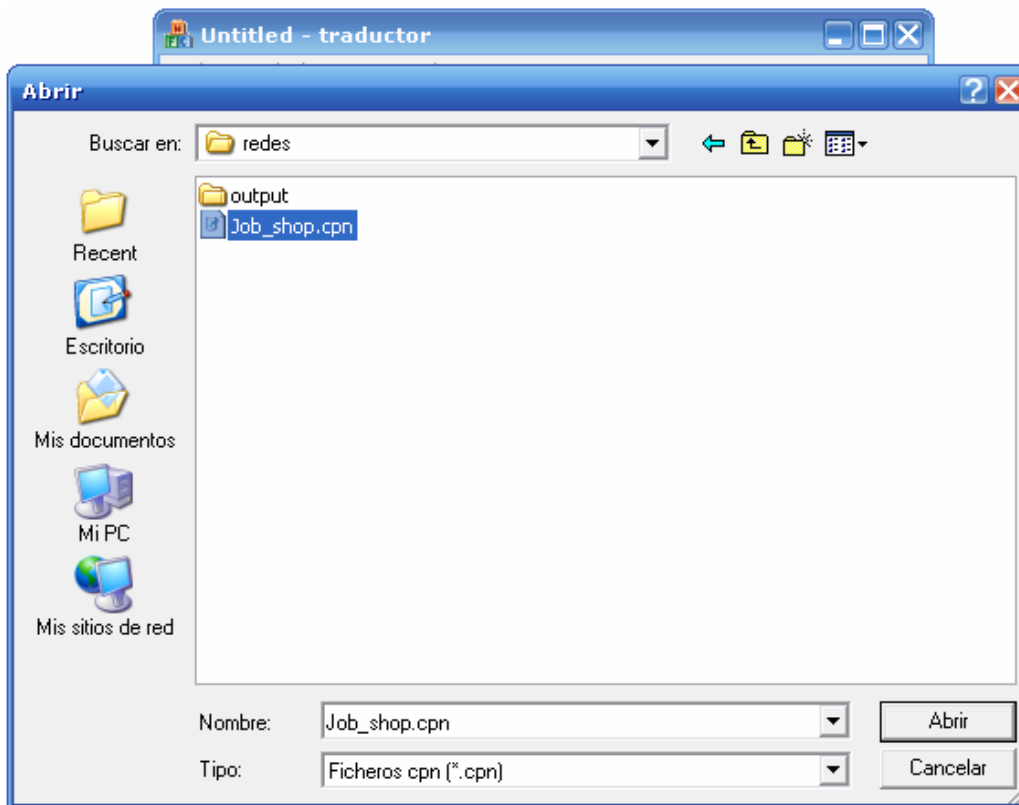 Untitled - traductor
Abrir
Buscar en: redes
output
Job_shop.cpn
Recent
Escritorio
Mis documentos
Mi PC
Mis sitios de red
Nombre: Job_shop.cpn Abrir
Tipo: Ficheros cpn (*.cpn) Cancelar